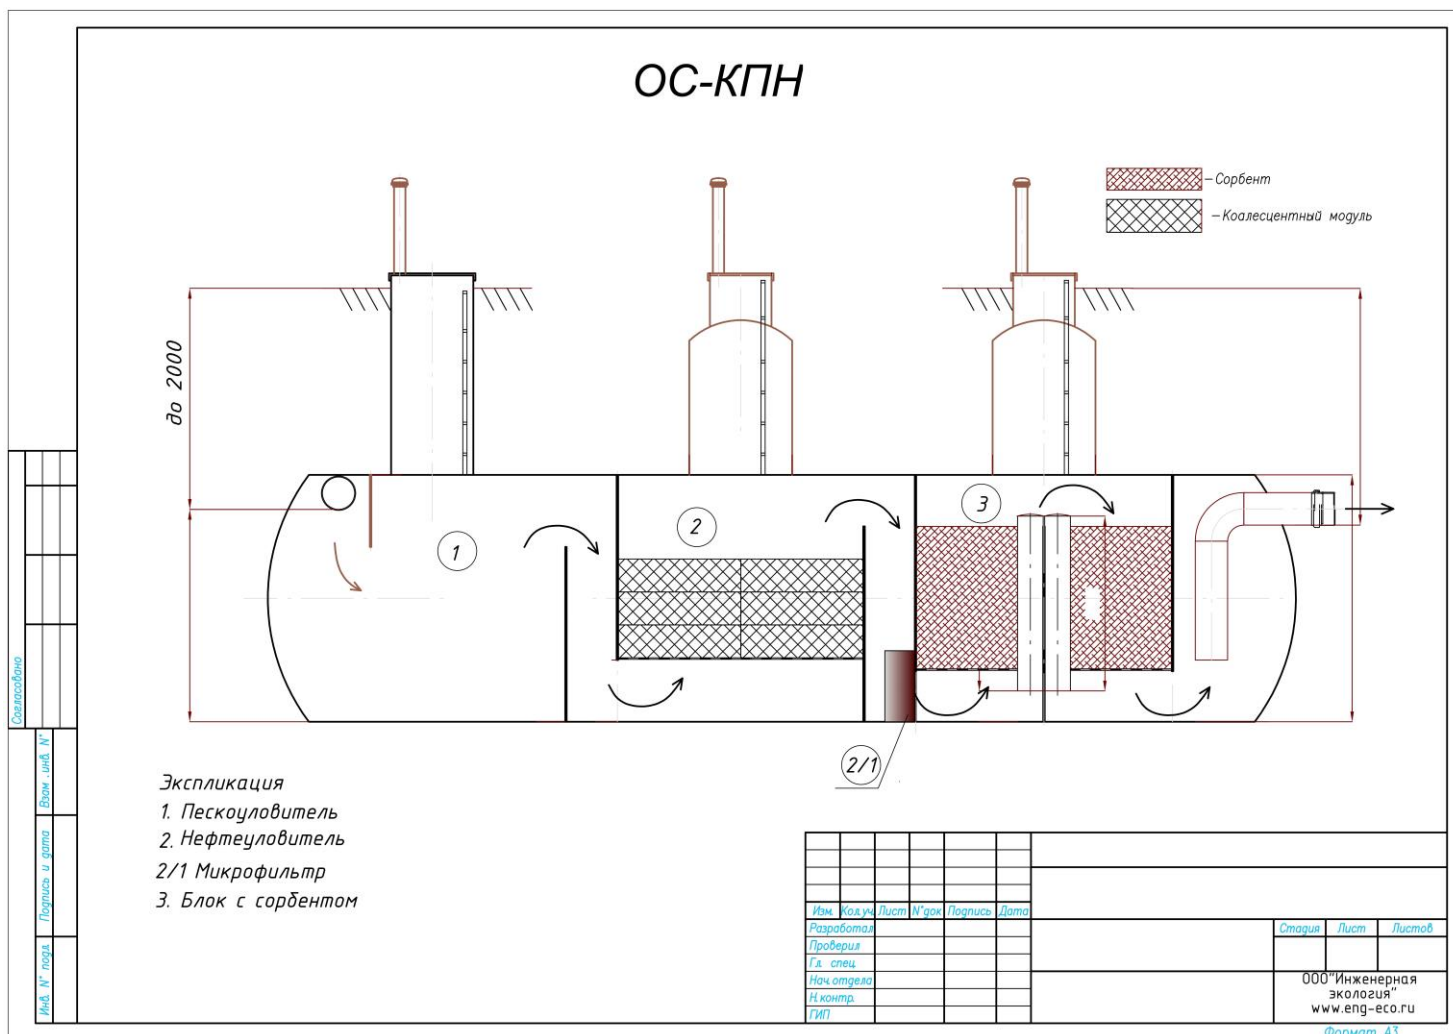 ОС-КПН
– Сорбент
– Коалесцентный модуль
до 2000
1
2
3
2/1
Экспликация
1. Пескоуловитель
2. Нефтеуловитель
2/1 Микрофильтр
3. Блок с сорбентом
Согласовано
Взам. инв. N°
Подпись и дата
Инв. N° подл.
Изм. Кол.уч Лист N°док Подпись Дата
Разработал
Проверил
Гл. спец.
Нач. отдела
Н.контр.
ГИП
Стадия Лист Листов
ООО"Инженерная
экология"
www.eng-eco.ru
Формат А3